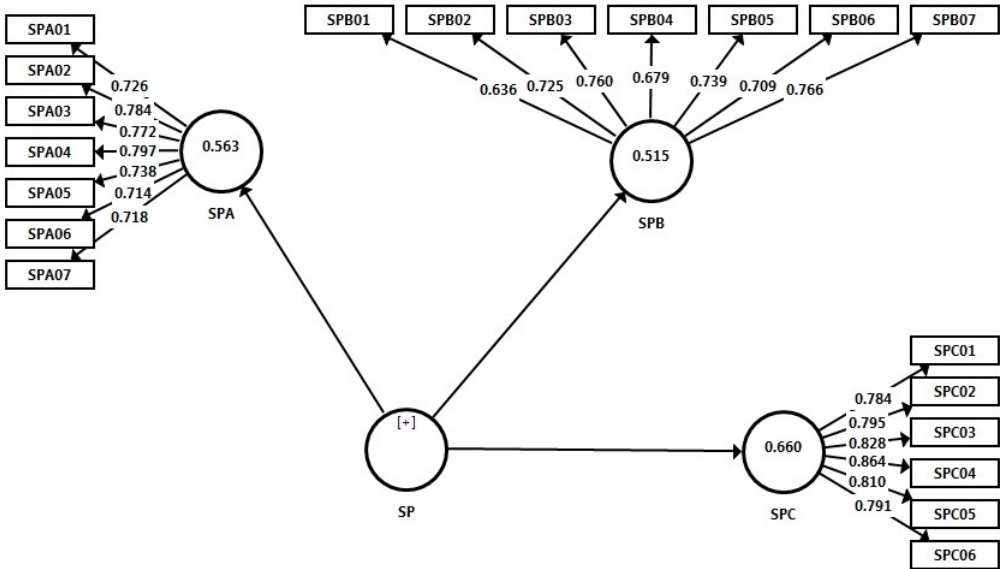 SPA01
SPA02
SPA03
SPA04
SPA05
SPA06
SPA07
0.726
0.784
0.772
0.797
0.738
0.714
0.718
0.563
SPA
SPB01 SPB02 SPB03 SPB04 SPB05 SPB06 SPB07
0.636 0.725 0.760 0.679 0.739 0.709 0.766
0.515
SPB
[+]
SP
0.660
SPC
0.784
0.795
0.828
0.864
0.810
0.791
SPC01
SPC02
SPC03
SPC04
SPC05
SPC06